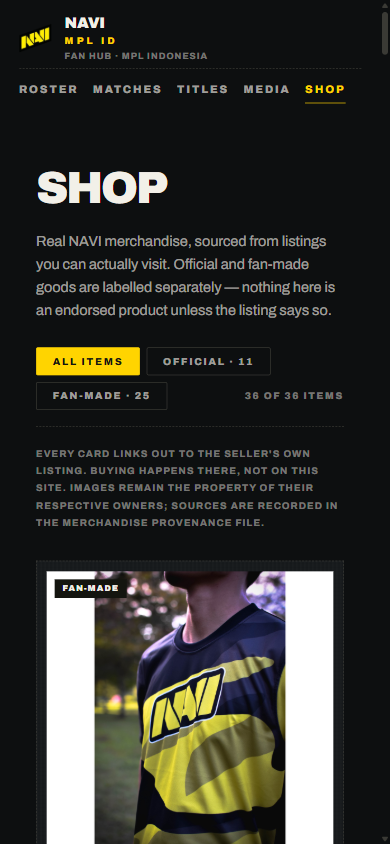 NAVI
NAVI
MPL ID
FAN HUB · MPL INDONESIA
ROSTER MATCHES TITLES MEDIA SHOP
SHOP
Real NAVI merchandise, sourced from listings
you can actually visit. Official and fan-made
goods are labelled separately — nothing here is
an endorsed product unless the listing says so.
ALL ITEMS OFFICIAL · 11
FAN-MADE · 25 36 OF 36 ITEMS
EVERY CARD LINKS OUT TO THE SELLER'S OWN
LISTING. BUYING HAPPENS THERE, NOT ON THIS
SITE. IMAGES REMAIN THE PROPERTY OF THEIR
RESPECTIVE OWNERS; SOURCES ARE RECORDED IN
THE MERCHANDISE PROVENANCE FILE.
FAN-MADE
NAVI